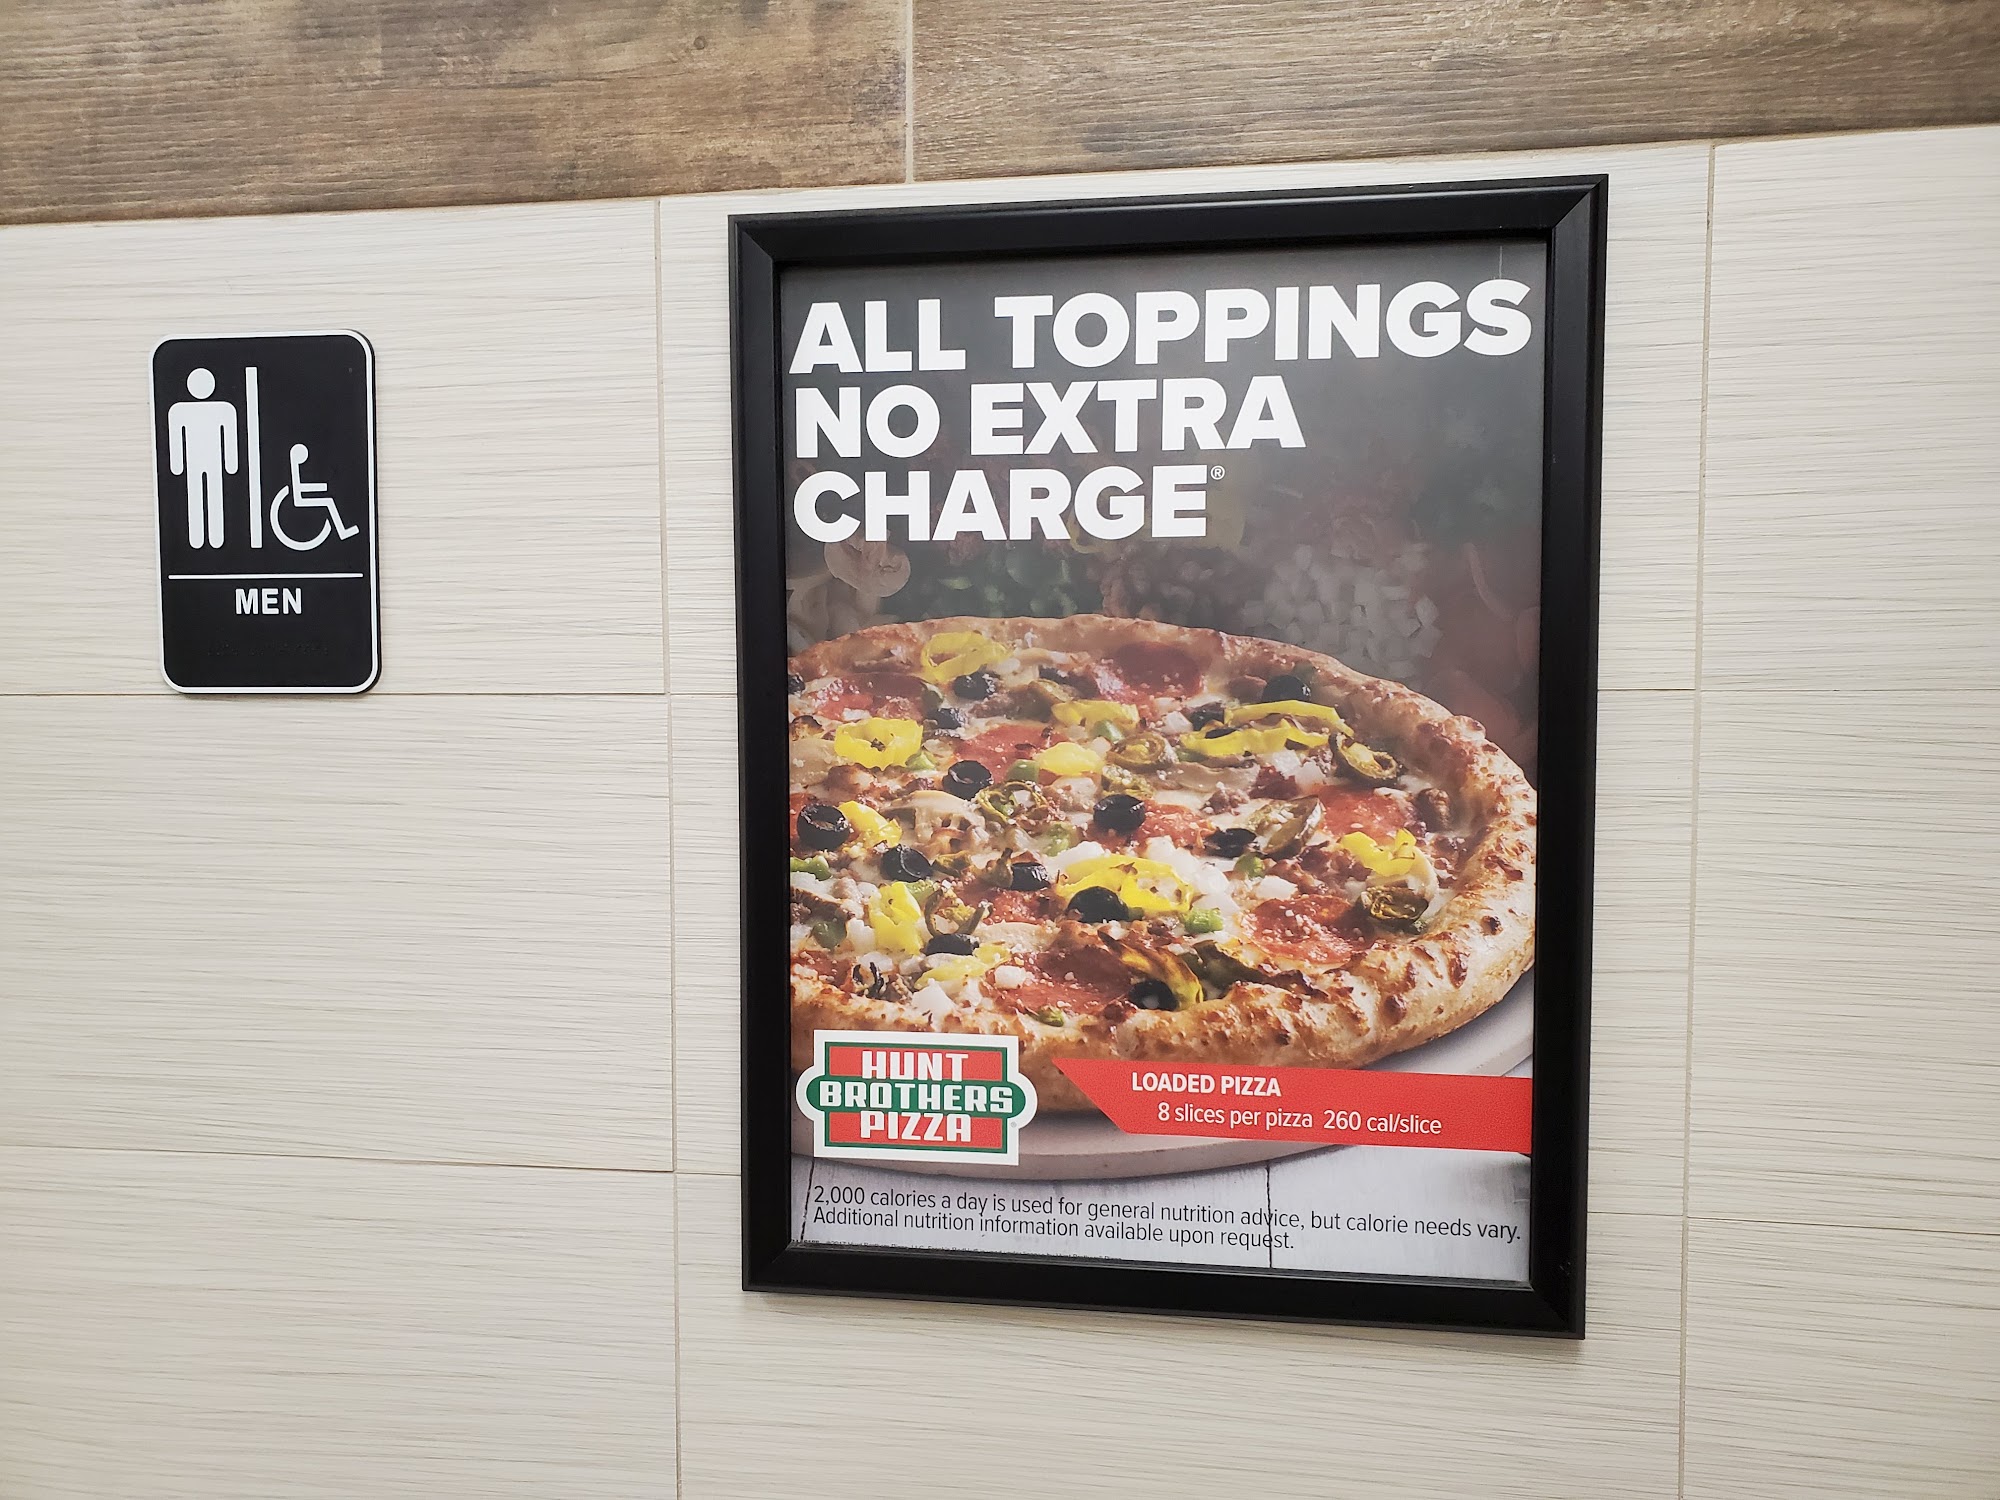 MEN
ALL TOPPINGS
NO EXTRA
CHARGE®
HUNT
BROTHERS
PIZZA
LOADED PIZZA
8 slices per pizza 260 cal/slice
2,000 calories a day is used for general nutrition advice, but calorie needs vary.
Additional nutrition information available upon request.